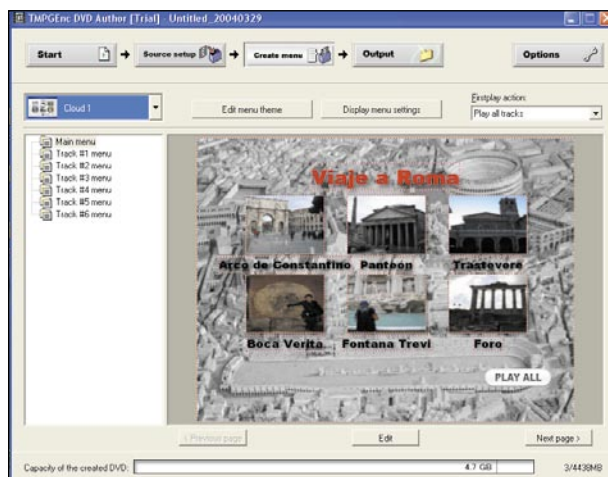 TMPGEnc DVD Author [Trial] - Untitled_20040329
Start Source setup Create menu Output Options
Cloud 1 Edit menu theme Display menu settings Firstplay action:
Play all tracks
Main menu
Track #1 menu
Track #2 menu
Track #3 menu
Track #4 menu
Track #5 menu
Track #6 menu
Viaje a Roma
Arco de Constantino Panteon Trastevere
Boca Verita Fontana Trevi Foro
PLAY ALL
< Previous page Edit Next page >
Capacity of the created DVD: 4.7 GB 3/4438MB